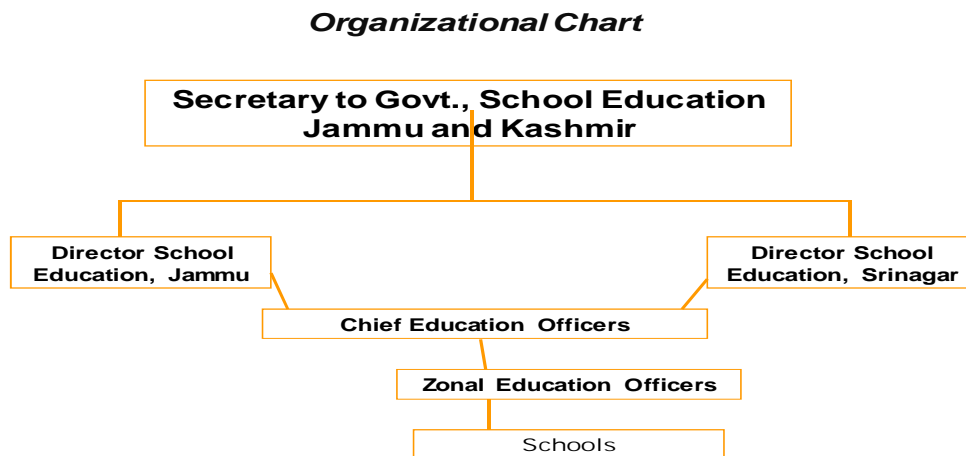 Organizational Chart
Secretary to Govt., School Education
Jammu and Kashmir
Director School
Education, Jammu
Director School
Education, Srinagar
Chief Education Officers
Zonal Education Officers
Schools